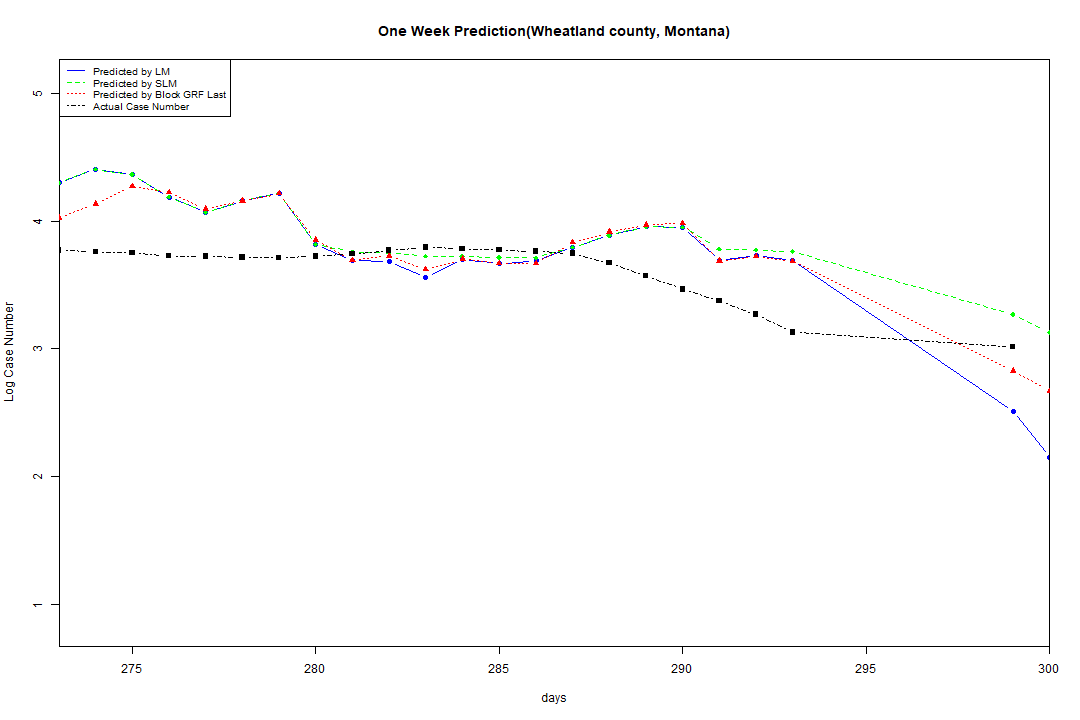 One Week Prediction(Wheatland county, Montana)
Predicted by LM
Predicted by SLM
Predicted by Block GRF Last
Actual Case Number
5
4
3
2
1
Log Case Number
275 280 285 290 295 300
days